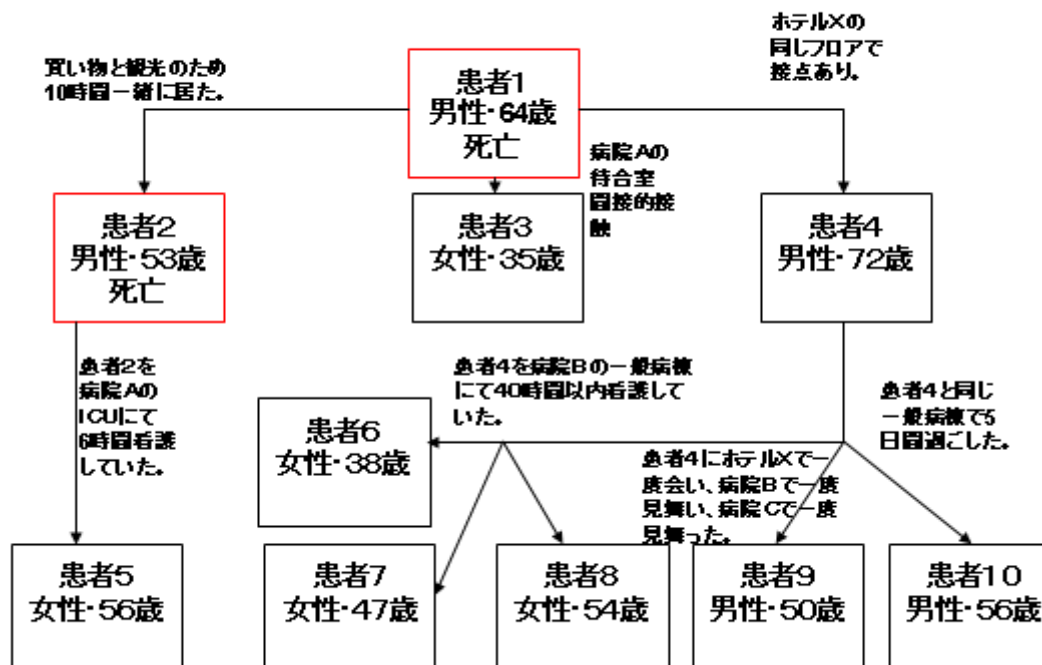 買い物と観光のため
10時間一緒に居た。
患者1
男性・64歳
死亡
ホテルXの
同じフロアで
接点あり。
病院Aの
待合室
間接的接
触
患者2
男性・53歳
死亡
患者3
女性・35歳
患者4
男性・72歳
患者2を
病院Aの
ICUにて
6時間看護
していた。
患者4を病院Bの一般病棟
にて40時間以内看護して
いた。
患者4と同じ
一般病棟で5
日間過ごした。
患者6
女性・38歳
患者4にホテルXで一
度会い、病院Bで一度
見舞い、病院Cで一度
見舞った。
患者5
女性・56歳
患者7
女性・47歳
患者8
女性・54歳
患者9
男性・50歳
患者10
男性・56歳